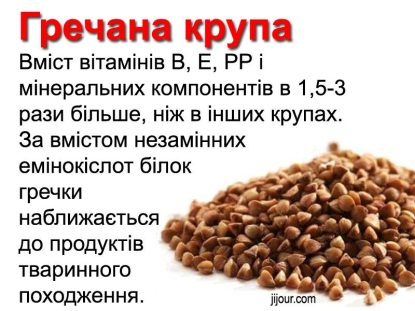 Гречана крупа
Вміст вітамінів В, Е, РР і
мінеральних компонентів в 1,5-3
рази більше, ніж в інших крупах.
За вмістом незамінних
емінокіслот білок
гречки
наближається
до продуктів
тваринного
походження.
jijour.com